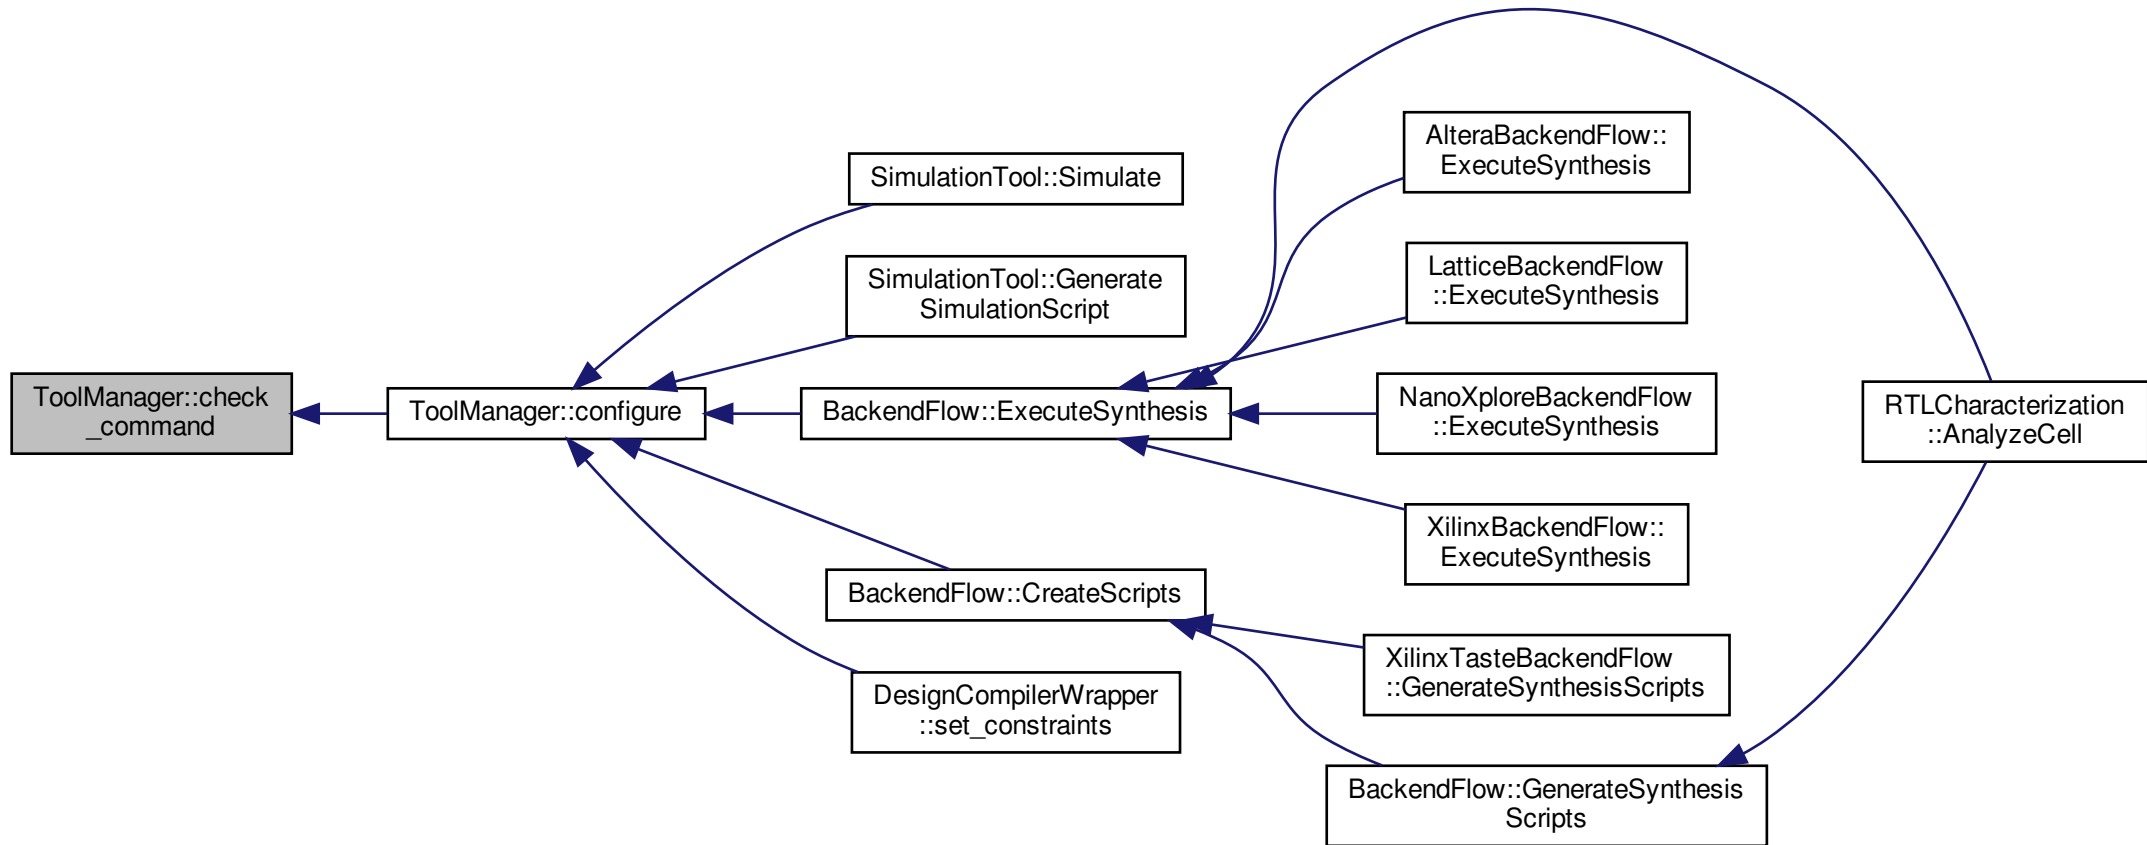 ToolManager::check
_command
ToolManager::configure
SimulationTool::Simulate
SimulationTool::Generate
SimulationScript
BackendFlow::ExecuteSynthesis
BackendFlow::CreateScripts
DesignCompilerWrapper
::set_constraints
AlteraBackendFlow::
ExecuteSynthesis
LatticeBackendFlow
::ExecuteSynthesis
NanoXploreBackendFlow
::ExecuteSynthesis
XilinxBackendFlow::
ExecuteSynthesis
XilinxTasteBackendFlow
::GenerateSynthesisScripts
BackendFlow::GenerateSynthesis
Scripts
RTLCharacterization
::AnalyzeCell